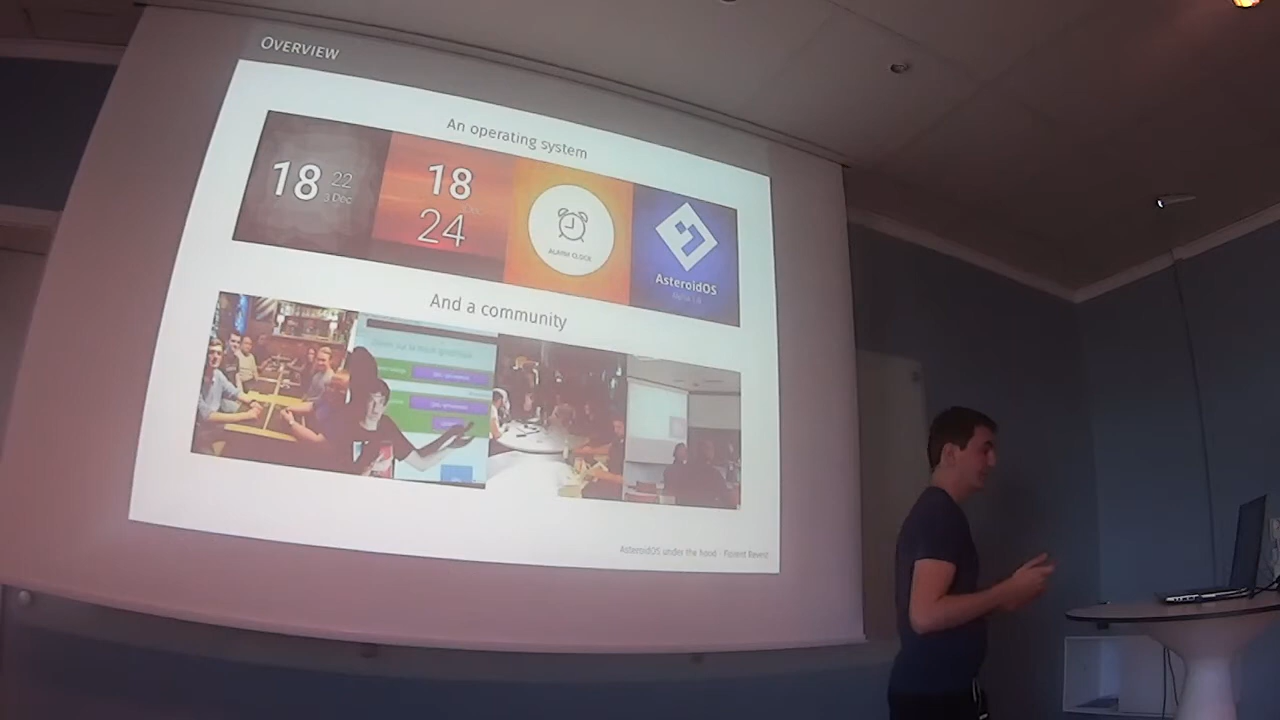 OVERVIEW
An operating system
18 22
3 Dec
18
24
ALARM CLOCK
AsteroidOS
And a community
AsteroidOS under the hood - Florent Revest